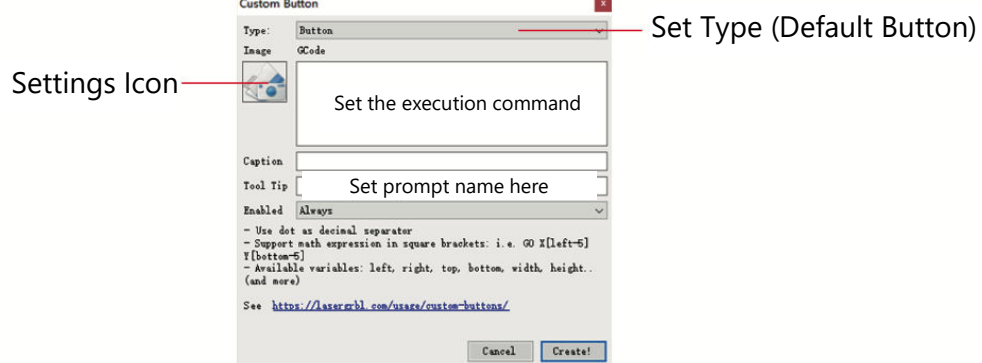 Custom Button
x
Type: Button
Set Type (Default Button)
Image GCode
Settings Icon
Set the execution command
Caption
Tool Tip Set prompt name here
Enabled Always
- Use dot as decimal separator
- Support math expression in square brackets: i.e. G0 X[left-5]
Y[bottom-5]
- Available variables: left, right, top, bottom, width, height..
(and more)
See https://lasergrbl.com/usage/custom-buttons/
Cancel Create!